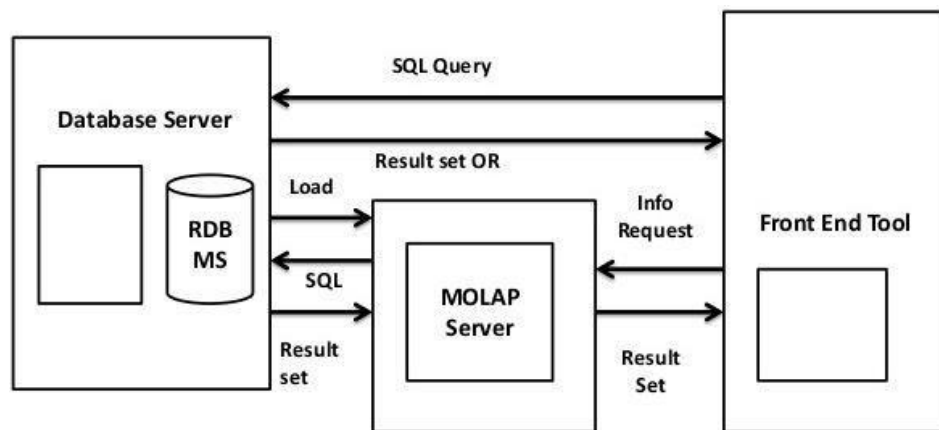 SQL Query
Database Server
Result set OR
Load
Info
Request
Front End Tool
RDB
MS
SQL
MOLAP
Server
Result
set
Result
Set